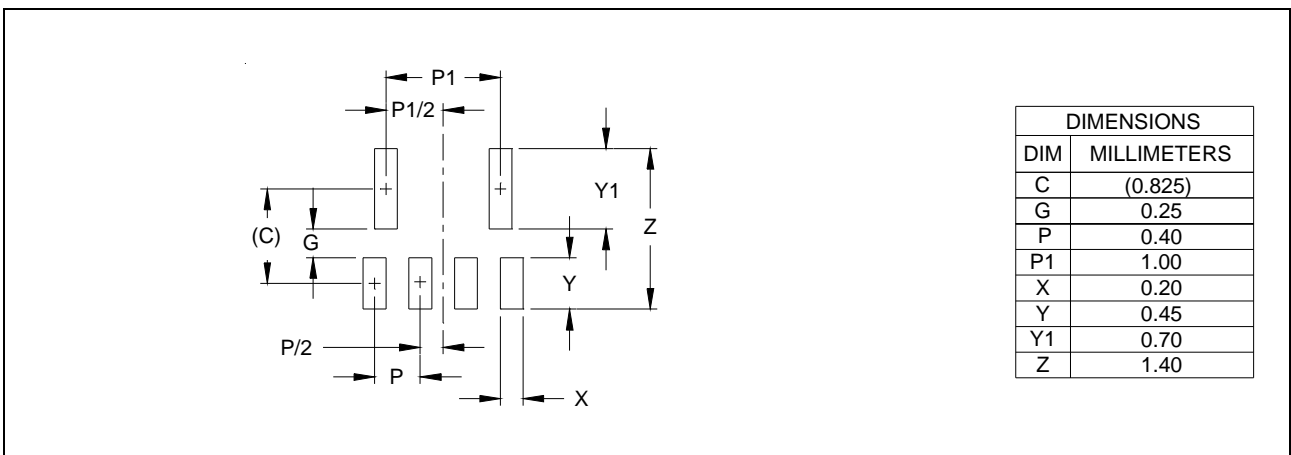 P1
P1/2
Y1
Z
(C)
G
Y
P/2
P
X
DIMENSIONS
DIM MILLIMETERS
C (0.825)
G 0.25
P 0.40
P1 1.00
X 0.20
Y 0.45
Y1 0.70
Z 1.40